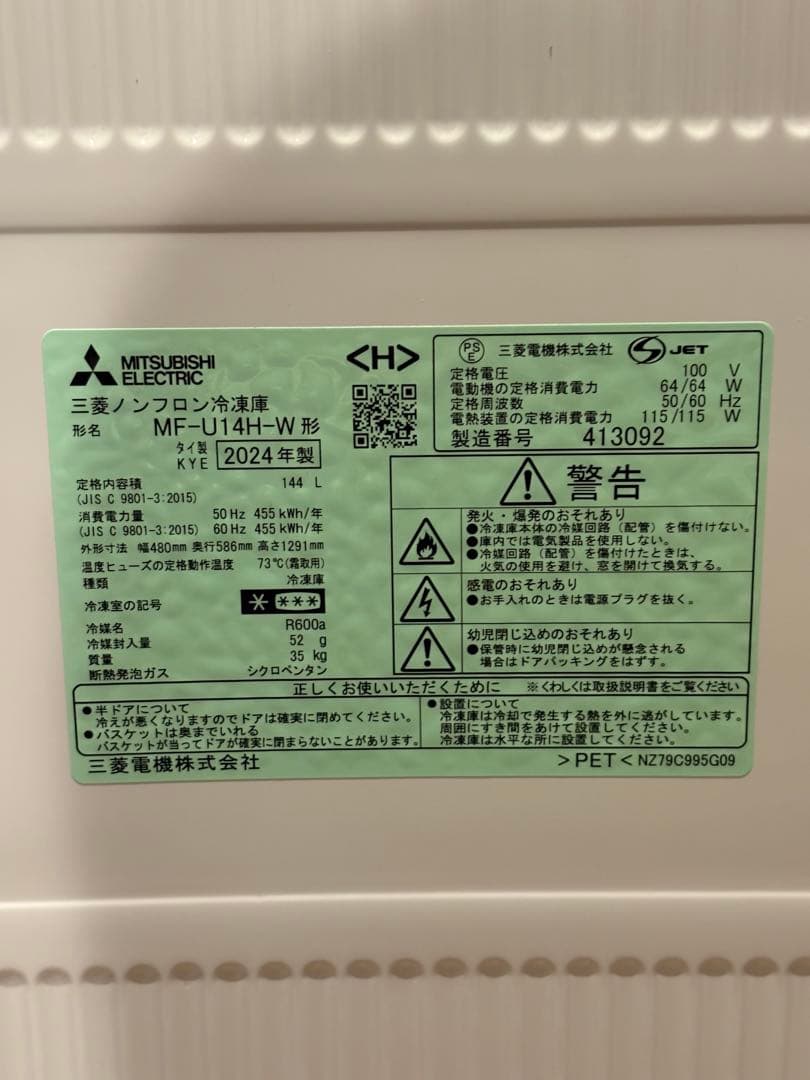 MITSUBISHI
ELECTRIC
<H>
三菱ノンフロン冷凍庫
形名 MF-U14H-W 形
タイ製
KYE 2024年製
定格内容積 144 L
(JIS C 9801-3:2015)
消費電力量 50 Hz 455 kWh/年
(JIS C 9801-3:2015) 60 Hz 455 kWh/年
外形寸法 幅480mm 奥行586mm 高さ1291mm
温度ヒューズの定格動作温度 73℃(霜取用)
種類 冷凍庫
冷凍室の記号 * ***
冷媒名 R600a
冷媒封入量 52 g
質量 35 kg
断熱発泡ガス シクロペンタン
PSE 三菱電機株式会社 JET
定格電圧 100 V
電動機の定格消費電力 64/64 W
定格周波数 50/60 Hz
電熱装置の定格消費電力 115/115 W
製造番号 413092
警告
発火・爆発のおそれあり
●冷凍庫本体の冷媒回路(配管)を傷付けない。
●庫内では電気製品を使用しない。
●冷媒回路(配管)を傷付けたときは、
火気の使用を避け、窓を開けて換気する。
感電のおそれあり
●お手入れのときは電源プラグを抜く。
幼児閉じ込めのおそれあり
●保管時に幼児閉じ込めが懸念される
場合はドアパッキングをはずす。
正しくお使いいただくために ※くわしくは取扱説明書をご覧ください
●半ドアについて
冷えが悪くなりますのでドアは確実に閉めてください。
●バスケットは奥までいれる
バスケットが当ってドアが確実に閉まらないことがあります。
●設置について
冷凍庫は冷却で発生する熱を外に逃がしています。
周囲にすき間をあけて設置してください。
冷凍庫は水平な所に設置してください。
三菱電機株式会社 >PET< NZ79C995G09